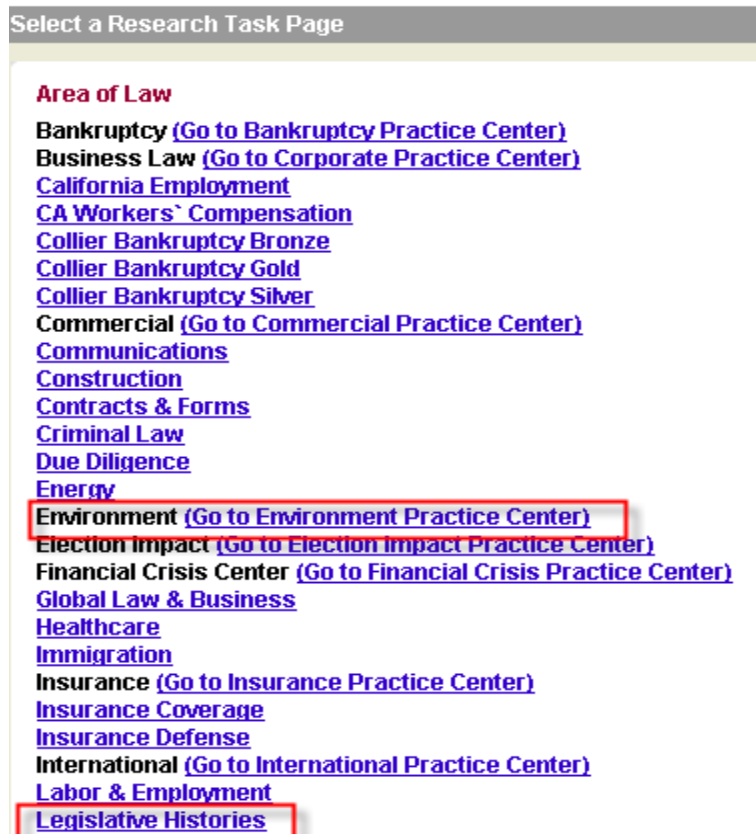 Select a Research Task Page
Area of Law
Bankruptcy (Go to Bankruptcy Practice Center)
Business Law (Go to Corporate Practice Center)
California Employment
CA Workers` Compensation
Collier Bankruptcy Bronze
Collier Bankruptcy Gold
Collier Bankruptcy Silver
Commercial (Go to Commercial Practice Center)
Communications
Construction
Contracts & Forms
Criminal Law
Due Diligence
Energy
Environment (Go to Environment Practice Center)
Election Impact (Go to Election Impact Practice Center)
Financial Crisis Center (Go to Financial Crisis Practice Center)
Global Law & Business
Healthcare
Immigration
Insurance (Go to Insurance Practice Center)
Insurance Coverage
Insurance Defense
International (Go to International Practice Center)
Labor & Employment
Legislative Histories